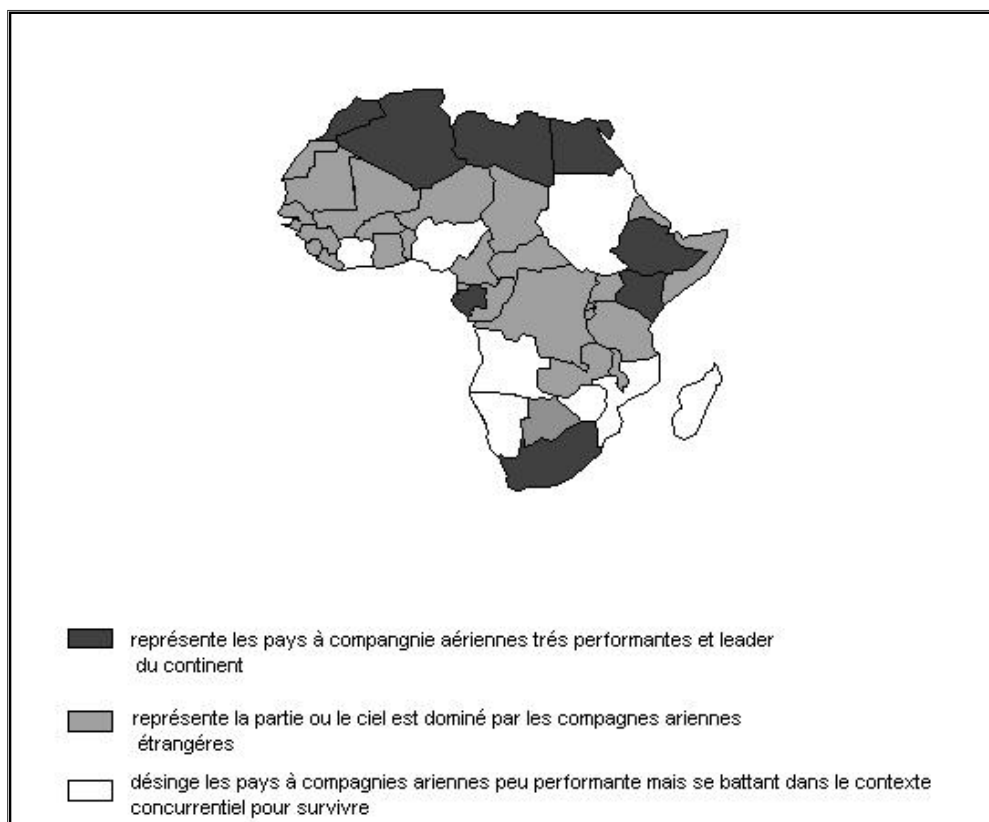 représente les pays à compangnie aériennes trés performantes et leader
du continent
représente la partie ou le ciel est dominé par les compagnes ariennes
étrangéres
désinge les pays à compagnies ariennes peu performante mais se battant dans le contexte
concurrentiel pour survivre